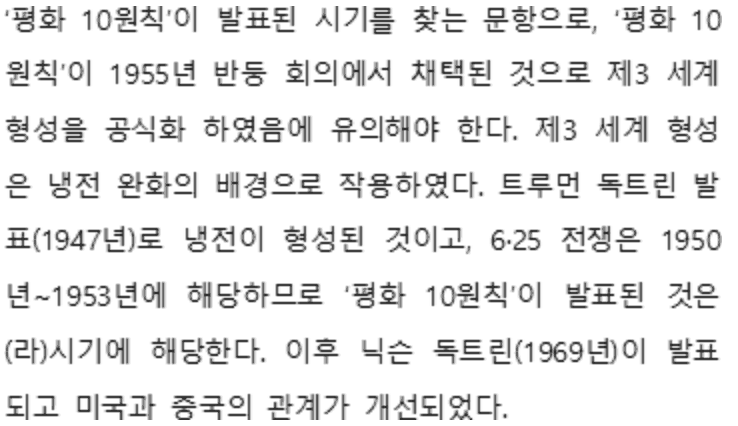 '평화 10원칙'이 발표된 시기를 찾는 문항으로, '평화 10
원칙'이 1955년 반둥 회의에서 채택된 것으로 제3 세계
형성을 공식화 하였음에 유의해야 한다. 제3 세계 형성
은 냉전 완화의 배경으로 작용하였다. 트루먼 독트린 발
표(1947년)로 냉전이 형성된 것이고, 6·25 전쟁은 1950
년~1953년에 해당하므로 '평화 10원칙'이 발표된 것은
(라)시기에 해당한다. 이후 닉슨 독트린(1969년)이 발표
되고 미국과 중국의 관계가 개선되었다.